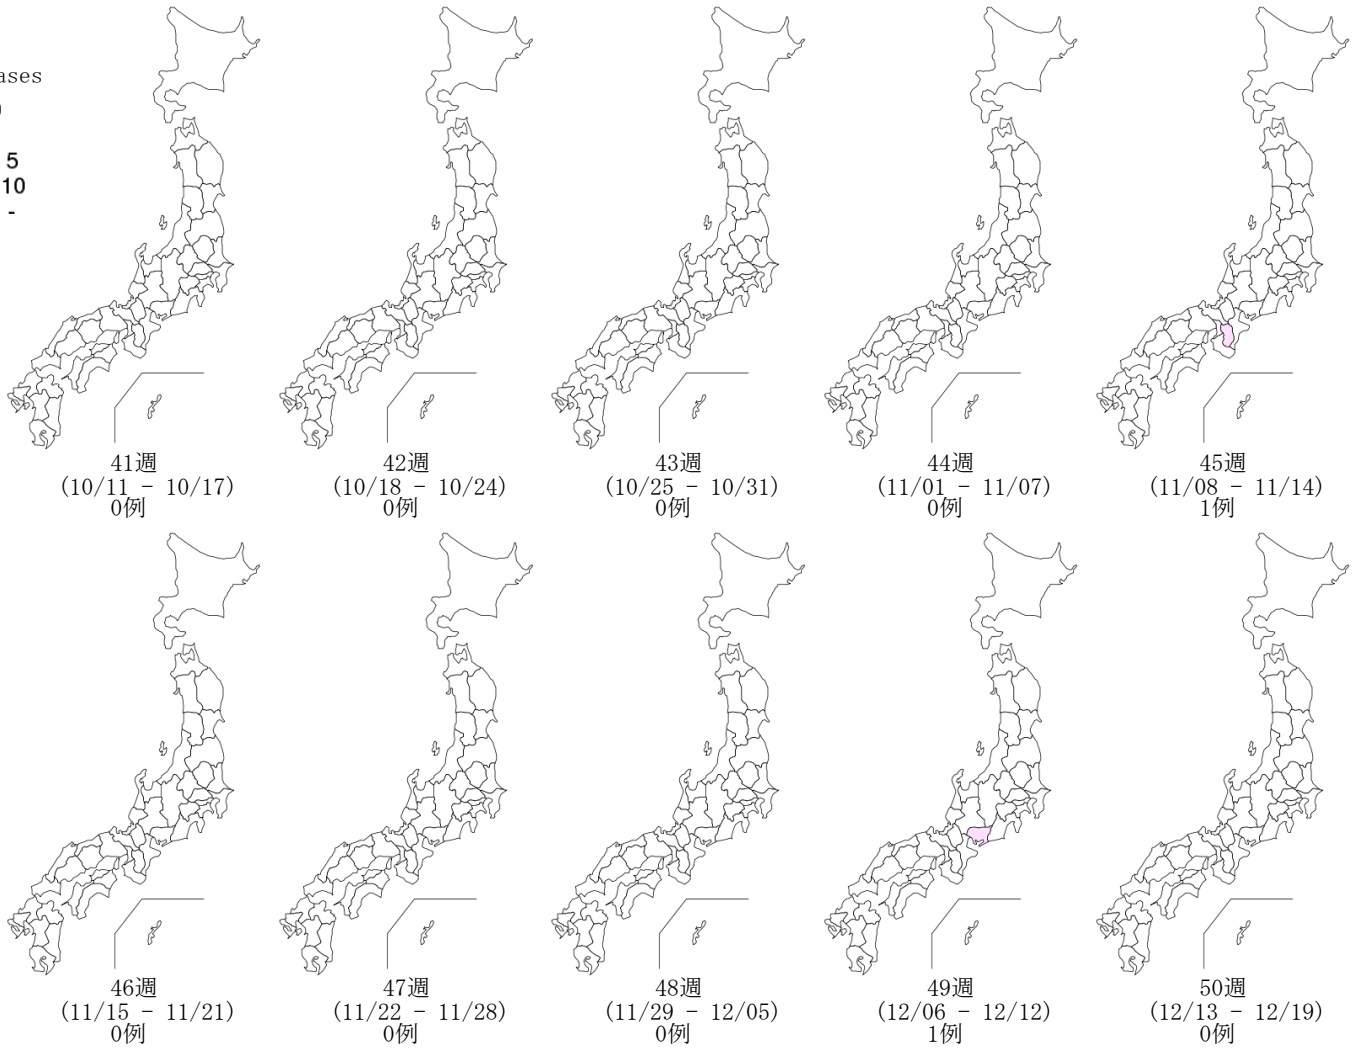 ases
5
10
-
41週
(10/11 - 10/17)
0例
42週
(10/18 - 10/24)
0例
43週
(10/25 - 10/31)
0例
44週
(11/01 - 11/07)
0例
45週
(11/08 - 11/14)
1例
46週
(11/15 - 11/21)
0例
47週
(11/22 - 11/28)
0例
48週
(11/29 - 12/05)
0例
49週
(12/06 - 12/12)
1例
50週
(12/13 - 12/19)
0例